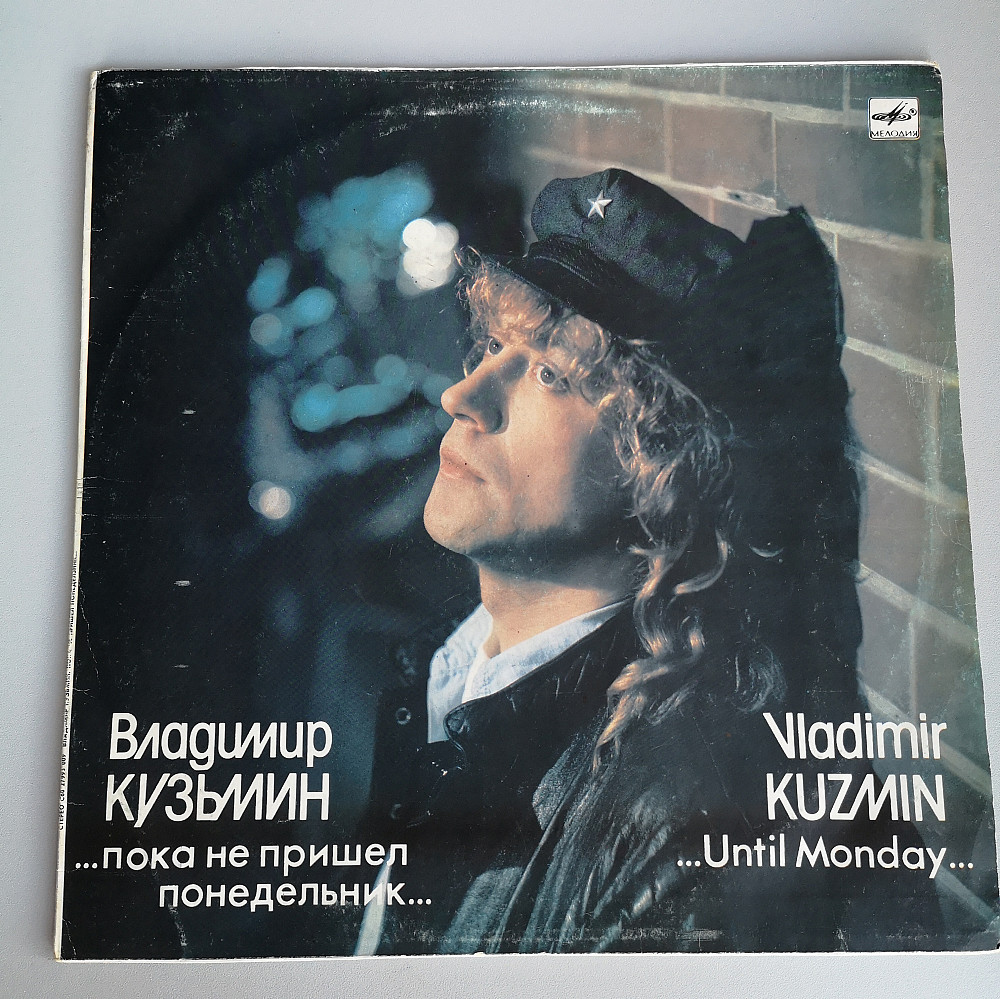 МЕЛОДИЯ
Владимир
КУЗЬМИН
...пока не пришел
понедельник...
Vladimir
KUZMIN
...Until Monday...